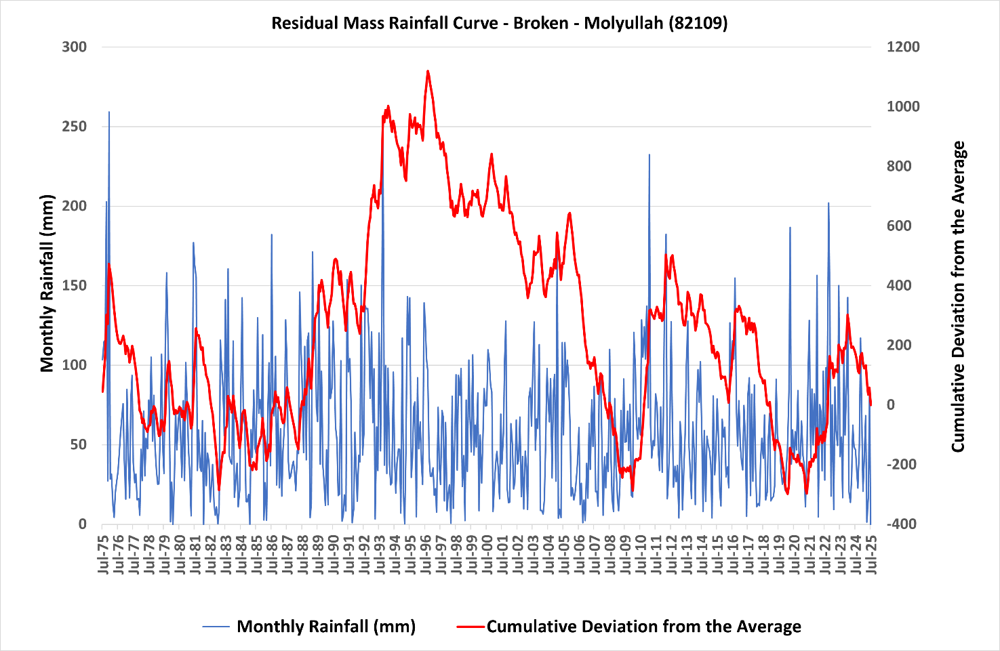 Residual Mass Rainfall Curve - Broken - Molyullah (82109)
300
250
200
150
100
50
0
Monthly Rainfall (mm)
1200
1000
800
600
400
200
0
-200
-400
Cumulative Deviation from the Average
Jul-75
Jul-76
Jul-77
Jul-78
Jul-79
Jul-80
Jul-81
Jul-82
Jul-83
Jul-84
Jul-85
Jul-86
Jul-87
Jul-88
Jul-89
Jul-90
Jul-91
Jul-92
Jul-93
Jul-94
Jul-95
Jul-96
Jul-97
Jul-98
Jul-99
Jul-00
Jul-01
Jul-02
Jul-03
Jul-04
Jul-05
Jul-06
Jul-07
Jul-08
Jul-09
Jul-10
Jul-11
Jul-12
Jul-13
Jul-14
Jul-15
Jul-16
Jul-17
Jul-18
Jul-19
Jul-20
Jul-21
Jul-22
Jul-23
Jul-24
Jul-25
Monthly Rainfall (mm)
Cumulative Deviation from the Average